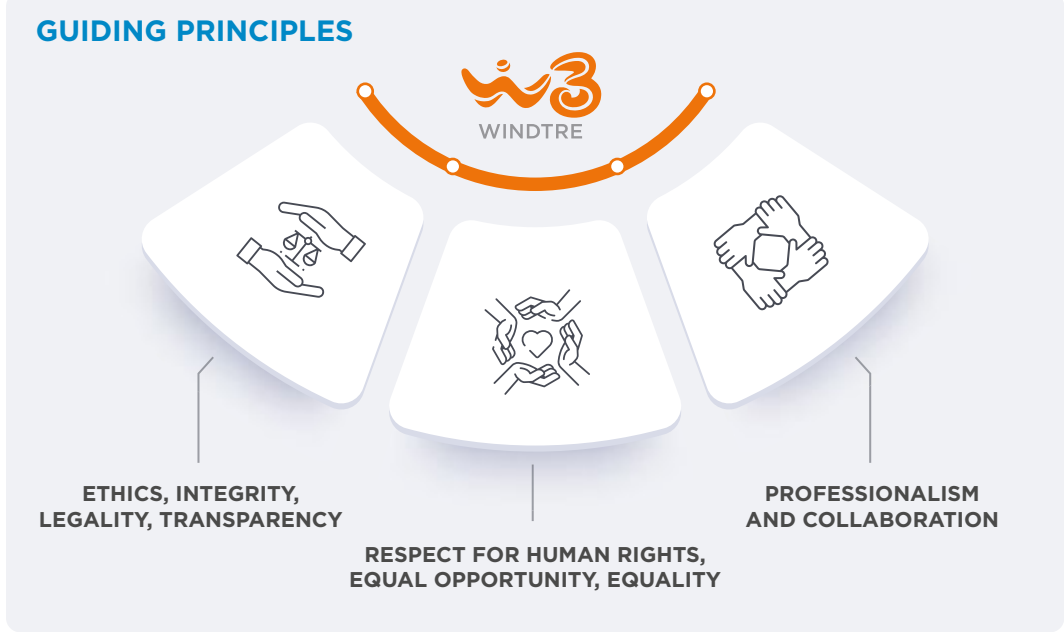 GUIDING PRINCIPLES
WINDTRE
ETHICS, INTEGRITY,
LEGALITY, TRANSPARENCY
RESPECT FOR HUMAN RIGHTS,
EQUAL OPPORTUNITY, EQUALITY
PROFESSIONALISM
AND COLLABORATION